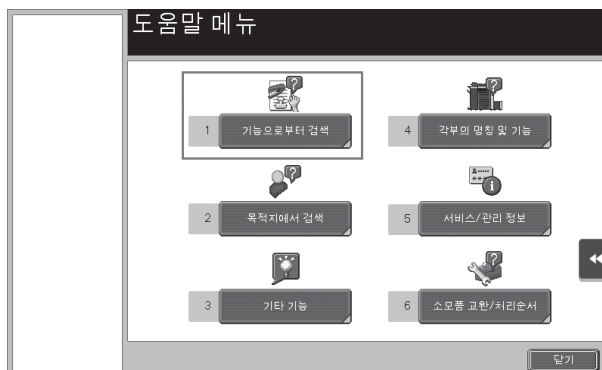 도움말 메뉴
1 기능으로부터 검색
4 각부의 명칭 및 기능
2 목적지에서 검색
5 서비스/관리 정보
3 기타 기능
6 소모품 교환/처리순서
닫기